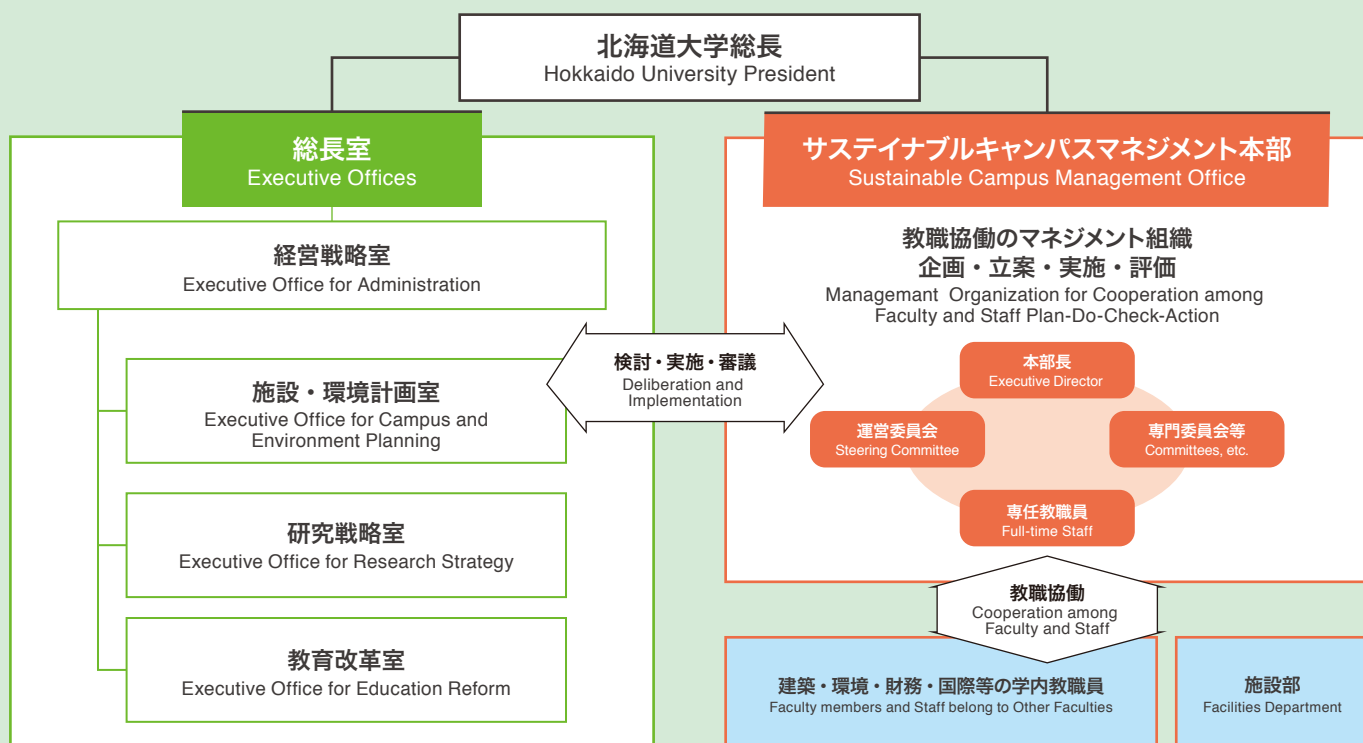 北海道大学総長
Hokkaido University President
総長室
Executive Offices
経営戦略室
Executive Office for Administration
施設・環境計画室
Executive Office for Campus and
Environment Planning
研究戦略室
Executive Office for Research Strategy
教育改革室
Executive Office for Education Reform
検討・実施・審議
Deliberation and
Implementation
サステイナブルキャンパスマネジメント本部
Sustainable Campus Management Office
教職協働のマネジメント組織
企画・立案・実施・評価
Managemant Organization for Cooperation among
Faculty and Staff Plan-Do-Check-Action
本部長
Executive Director
運営委員会
Steering Committee
専門委員会等
Committees, etc.
専任教職員
Full-time Staff
教職協働
Cooperation among
Faculty and Staff
建築・環境・財務・国際等の学内教職員
Faculty members and Staff belong to Other Faculties
施設部
Facilities Department